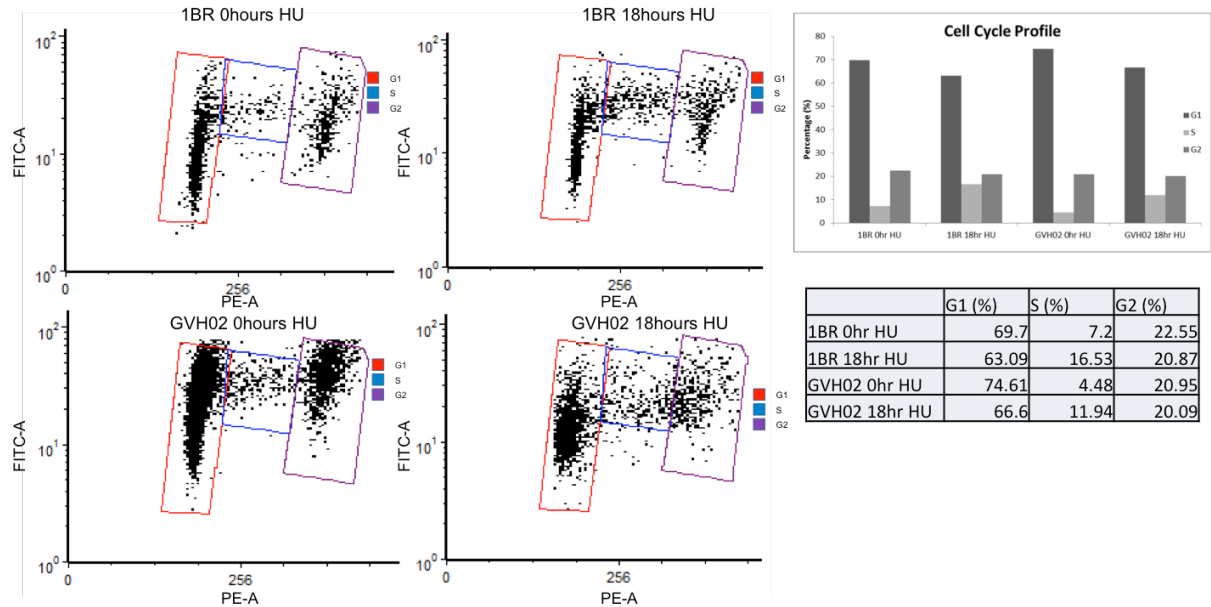 1BR 0hours HU
10²
10¹
10⁰
FITC-A
0
256
PE-A
G1
S
G2
1BR 18hours HU
10²
10¹
10⁰
FITC-A
0
256
PE-A
G1
S
G2
GVH02 0hours HU
10²
10¹
10⁰
FITC-A
0
256
PE-A
G1
S
G2
GVH02 18hours HU
10²
10¹
10⁰
FITC-A
0
256
PE-A
G1
S
G2
Cell Cycle Profile
Percentage (%)
80
70
60
50
40
30
20
10
0
1BR 0hr HU
1BR 18hr HU
GVH02 0hr HU
GVH02 18hr HU
G1
S
G2
G1 (%) S (%) G2 (%)
1BR 0hr HU 69.7 7.2 22.55
1BR 18hr HU 63.09 16.53 20.87
GVH02 0hr HU 74.61 4.48 20.95
GVH02 18hr HU 66.6 11.94 20.09